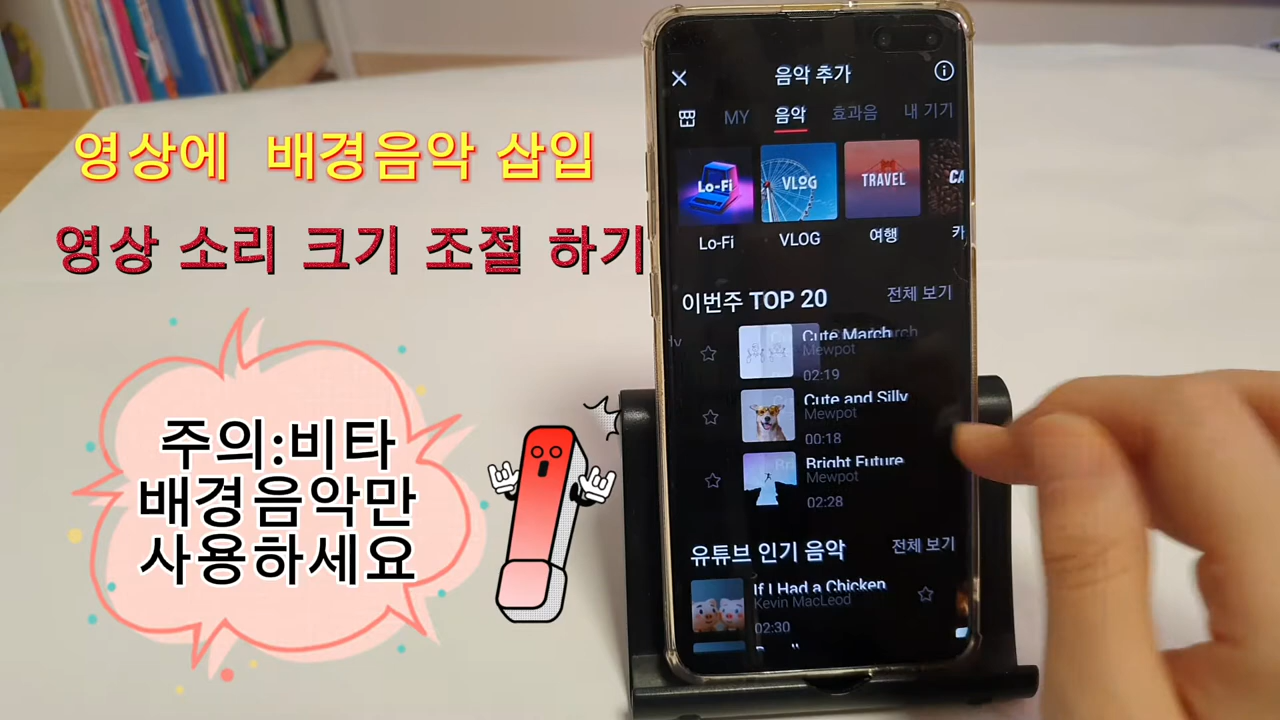 영상에 배경음악 삽입
영상 소리 크기 조절 하기
주의:비타
배경음악만
사용하세요
음악 추가
MY 음악 효과음 내 기기
Lo-Fi VLOG TRAVEL
Lo-Fi VLOG 여행
이번주 TOP 20 전체 보기
Cute March
Mewpot
02:19
Cute and Silly
Mewpot
00:18
Bright Future
Mewpot
02:28
유튜브 인기 음악 전체 보기
If I Had a Chicken
Kevin MacLeod
02:30